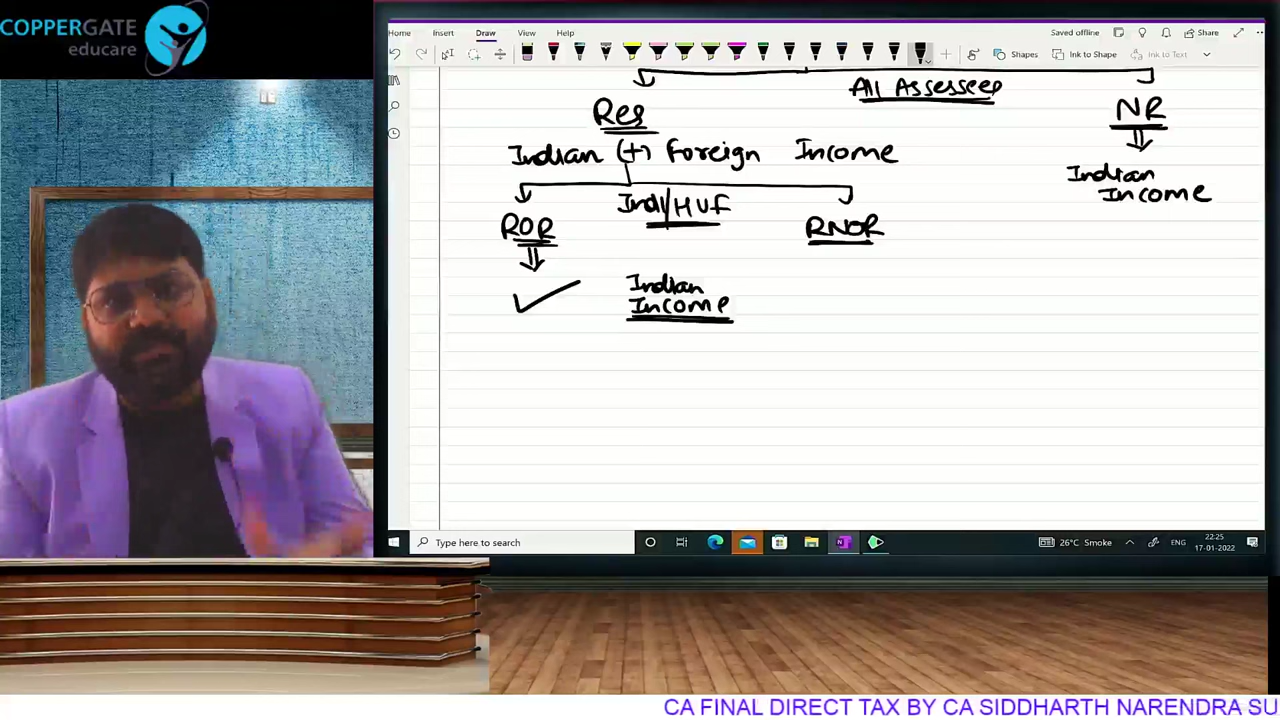 COPPERGATE
educare
Home Insert Draw View Help
Saved offline
Share
Shapes
Ink to Shape
Ink to Text
All Assessees
Res
NR
Indian (+) Foreign Income
Indian
Income
Indi/HUF
ROR
RNOR
Indian
Income
Type here to search
26°C Smoke
ENG
22:25
17-01-2022
CA FINAL DIRECT TAX BY CA SIDDHARTH NARENDRA SU